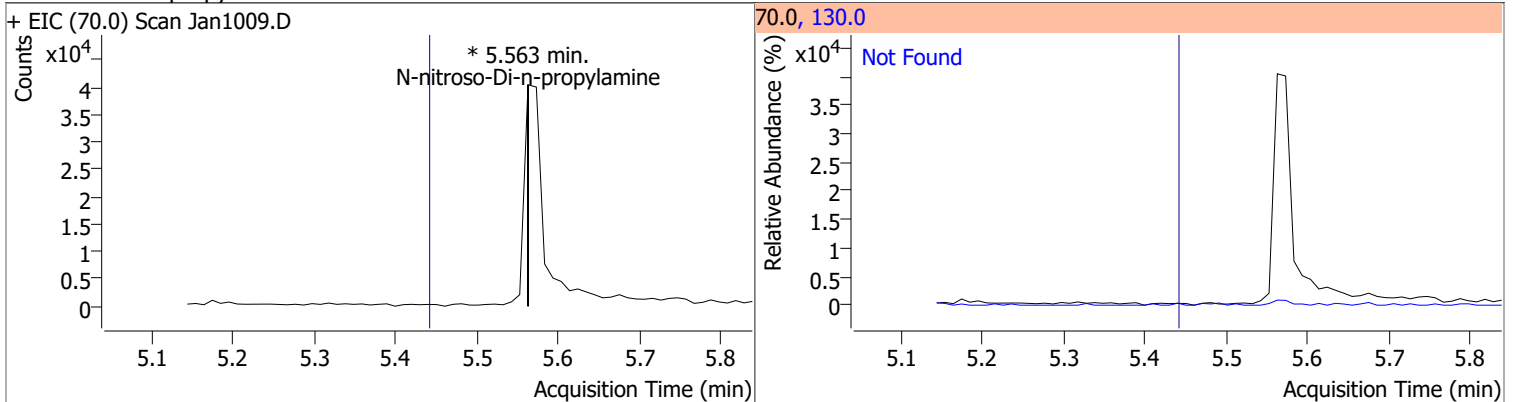 + EIC (70.0) Scan Jan1009.D
Counts
x10⁴
* 5.563 min.
N-nitroso-Di-n-propylamine
4
3.5
3
2.5
2
1.5
1
0.5
0
5.1 5.2 5.3 5.4 5.5 5.6 5.7 5.8
Acquisition Time (min)
70.0, 130.0
Relative Abundance (%)
x10⁴
Not Found
3.5
3
2.5
2
1.5
1
0.5
0
5.1 5.2 5.3 5.4 5.5 5.6 5.7 5.8
Acquisition Time (min)